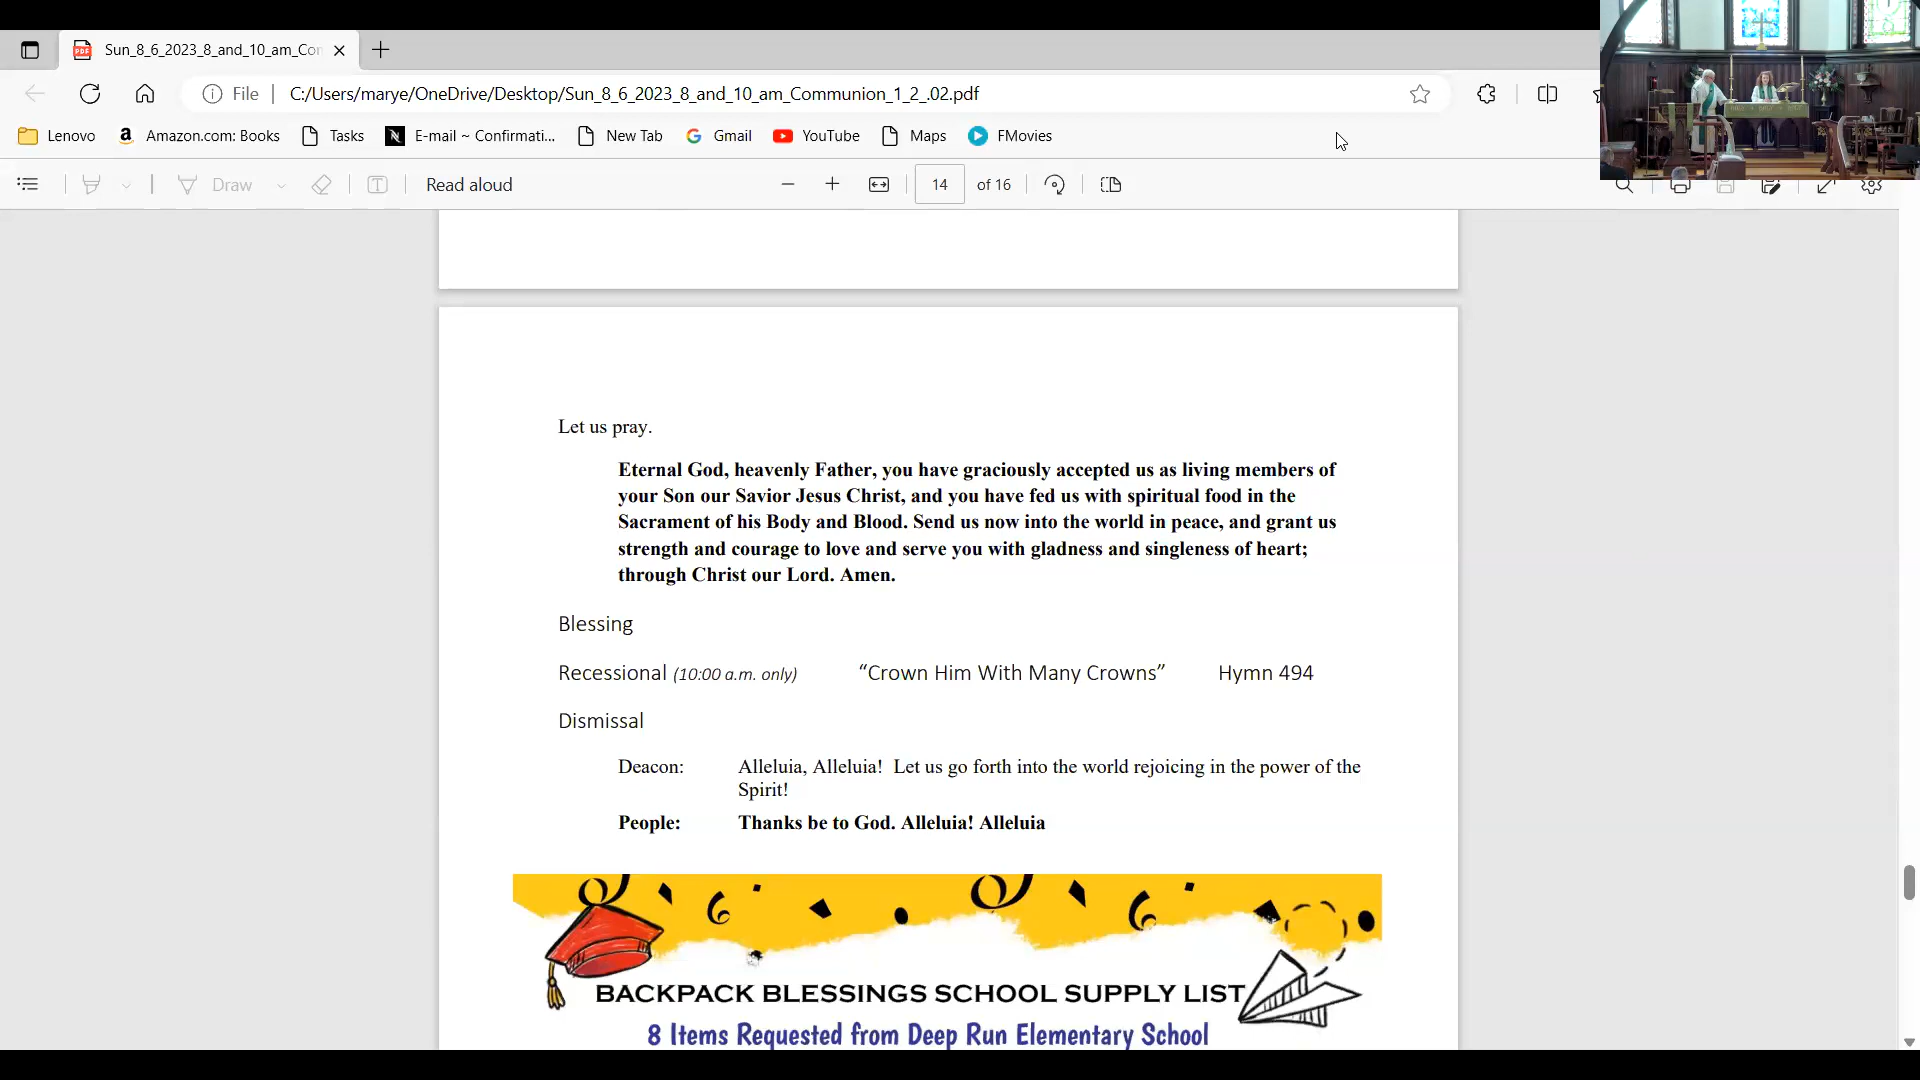 Sun_8_6_2023_8_and_10_am_Co
File
C:/Users/marye/OneDrive/Desktop/Sun_8_6_2023_8_and_10_am_Communion_1_2_.02.pdf
Lenovo
Amazon.com: Books
Tasks
E-mail ~ Confirmati...
New Tab
Gmail
YouTube
Maps
FMovies
Draw
Read aloud
14
of 16
Let us pray.
Eternal God, heavenly Father, you have graciously accepted us as living members of
your Son our Savior Jesus Christ, and you have fed us with spiritual food in the
Sacrament of his Body and Blood. Send us now into the world in peace, and grant us
strength and courage to love and serve you with gladness and singleness of heart;
through Christ our Lord. Amen.
Blessing
Recessional (10:00 a.m. only) “Crown Him With Many Crowns” Hymn 494
Dismissal
Deacon: Alleluia, Alleluia! Let us go forth into the world rejoicing in the power of the
Spirit!
People: Thanks be to God. Alleluia! Alleluia
BACKPACK BLESSINGS SCHOOL SUPPLY LIST
8 Items Requested from Deep Run Elementary School